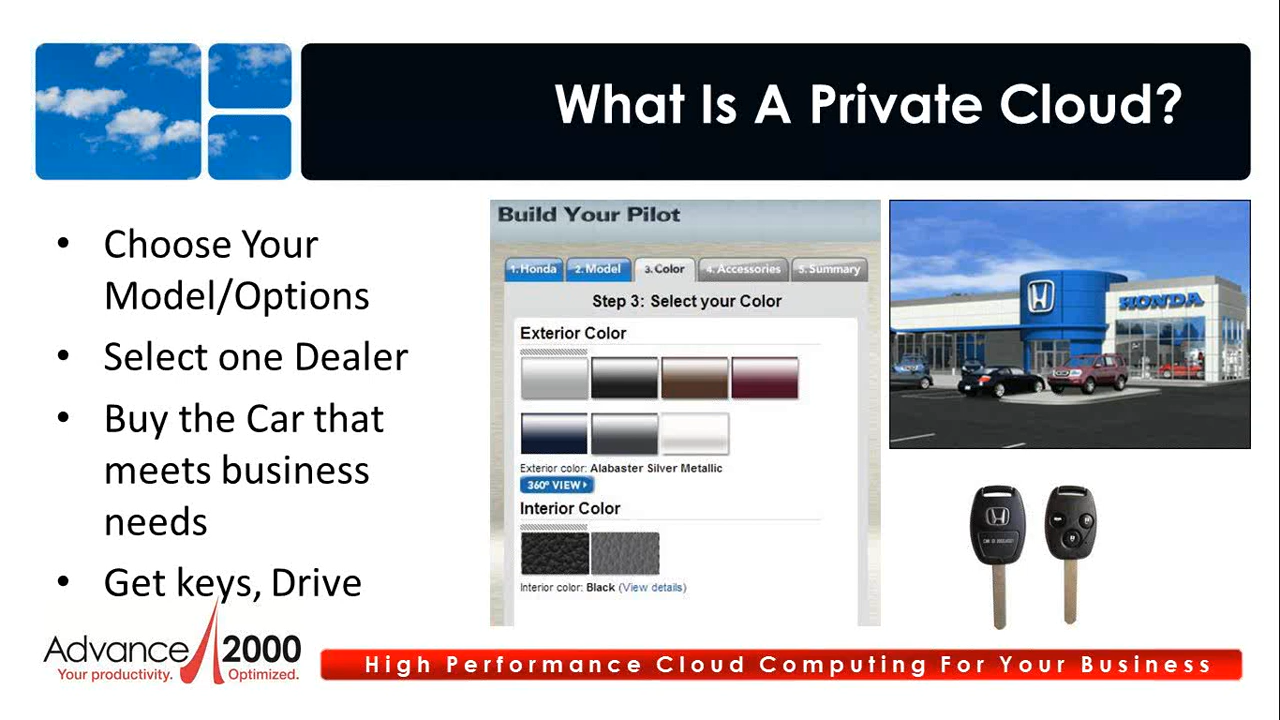 What Is A Private Cloud?
• Choose Your
Model/Options
• Select one Dealer
• Buy the Car that
meets business
needs
• Get keys, Drive
Build Your Pilot
1. Honda
2. Model
3. Color
4. Accessories
5. Summary
Step 3: Select your Color
Exterior Color
Exterior color: Alabaster Silver Metallic
360° VIEW
Interior Color
Interior color: Black (View details)
HONDA
Advance 2000
Your productivity. Optimized.
High Performance Cloud Computing For Your Business